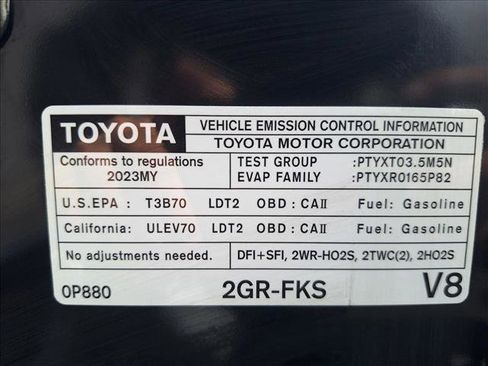 TOYOTA VEHICLE EMISSION CONTROL INFORMATION
TOYOTA MOTOR CORPORATION
Conforms to regulations TEST GROUP :PTYXT03.5M5N
2023MY EVAP FAMILY :PTYXR0165P82
U.S.EPA : T3B70 LDT2 OBD : CAⅡ Fuel: Gasoline
California: ULEV70 LDT2 OBD : CAⅡ Fuel: Gasoline
No adjustments needed. DFI+SFI, 2WR-HO2S, 2TWC(2), 2HO2S
0P880 2GR-FKS V8